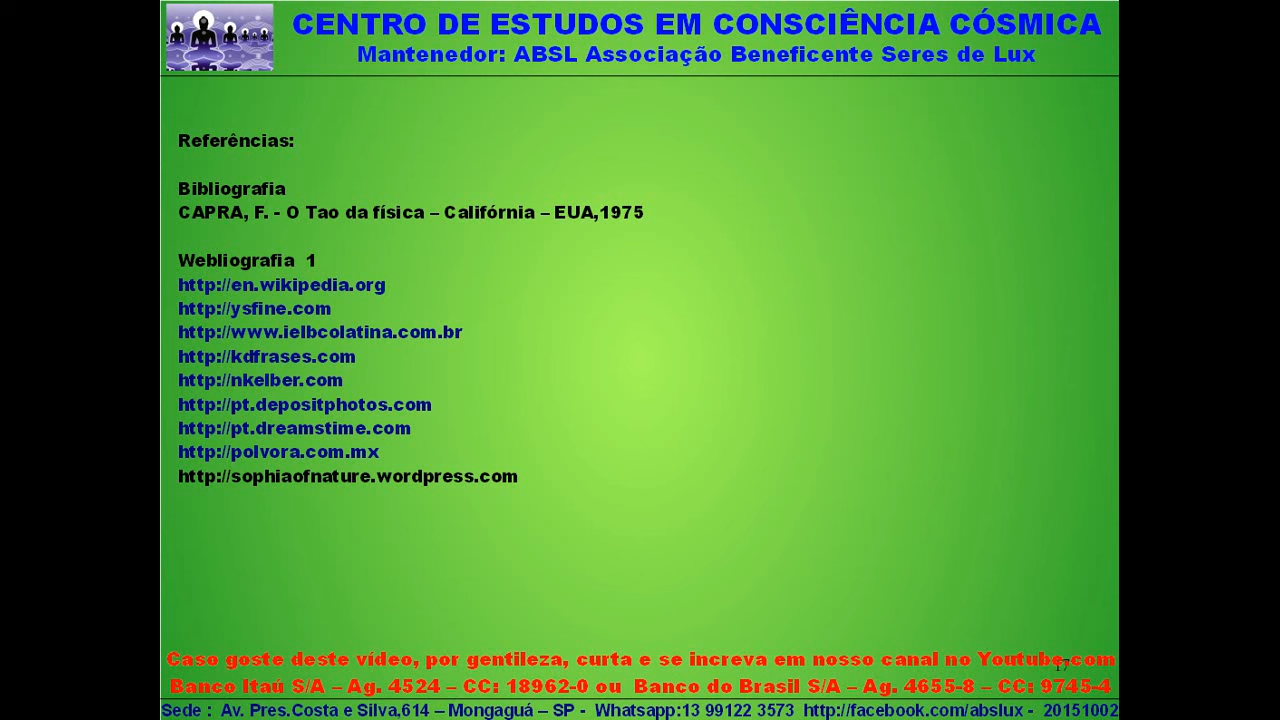 CENTRO DE ESTUDOS EM CONSCIÊNCIA CÓSMICA
Mantenedor: ABSL Associação Beneficente Seres de Lux
Referências:
Bibliografia
CAPRA, F. - O Tao da física – Califórnia – EUA,1975
Webliografia 1
http://en.wikipedia.org
http://ysfine.com
http://www.ielbcolatina.com.br
http://kdfrases.com
http://nkelber.com
http://pt.depositphotos.com
http://pt.dreamstime.com
http://polvora.com.mx
http://sophiaofnature.wordpress.com
Caso goste deste vídeo, por gentileza, curta e se increva em nosso canal no Youtube,com
17
Banco Itaú S/A – Ag. 4524 – CC: 18962-0 ou Banco do Brasil S/A – Ag. 4655-8 – CC: 9745-4
Sede : Av. Pres.Costa e Silva,614 – Mongaguá – SP - Whatsapp:13 99122 3573 http://facebook.com/abslux - 20151002